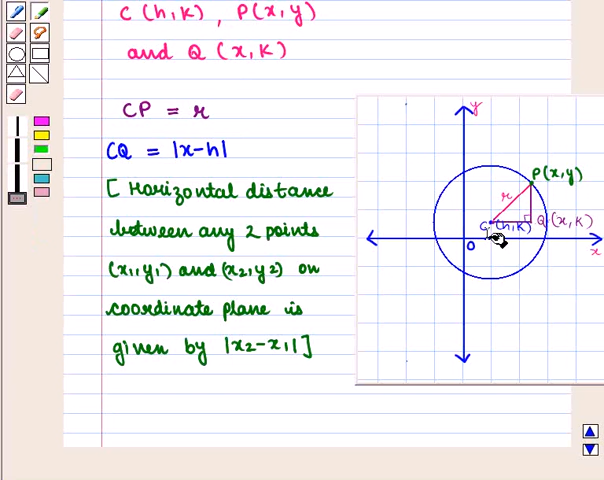 C (h,k), P(x,y)
and Q (x,k)
CP = r
CQ = |x-h|
[ Horizontal distance
between any 2 points
(x1,y1) and (x2,y2) on
coordinate plane is
given by |x2-x1| ]
y
P(x,y)
r
C (h,k) Q (x,k)
O
x